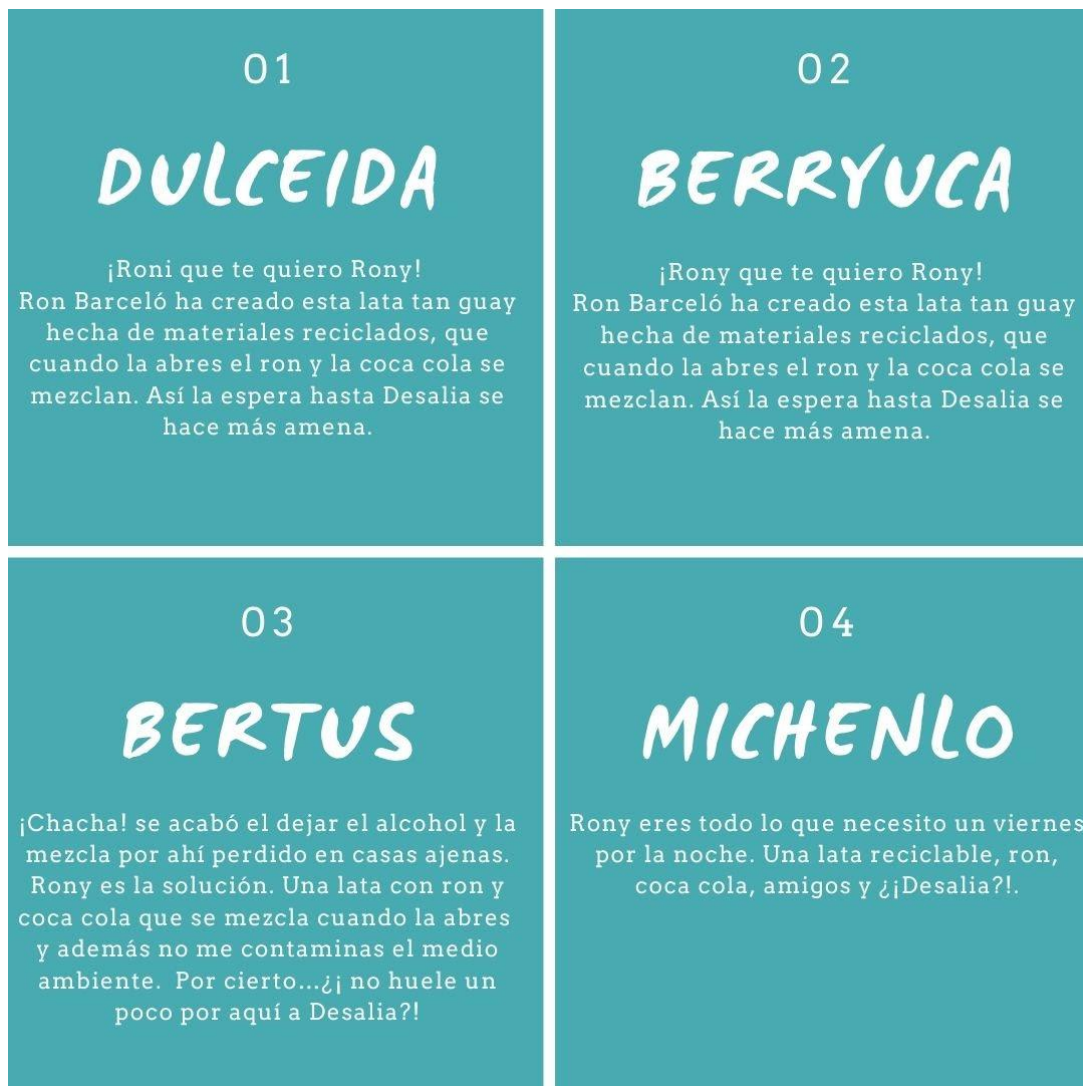 01
DULCEIDA
¡Roni que te quiero Rony!
Ron Barceló ha creado esta lata tan guay
hecha de materiales reciclados, que
cuando la abres el ron y la coca cola se
mezclan. Así la espera hasta Desalia se
hace más amena.
02
BERRYUCA
¡Rony que te quiero Rony!
Ron Barceló ha creado esta lata tan guay
hecha de materiales reciclados, que
cuando la abres el ron y la coca cola se
mezclan. Así la espera hasta Desalia se
hace más amena.
03
BERTUS
¡Chacha! se acabó el dejar el alcohol y la
mezcla por ahí perdido en casas ajenas.
Rony es la solución. Una lata con ron y
coca cola que se mezcla cuando la abres
y además no me contaminas el medio
ambiente. Por cierto...¿¡ no huele un
poco por aquí a Desalia?!
04
MICHENLO
Rony eres todo lo que necesito un viernes
por la noche. Una lata reciclable, ron,
coca cola, amigos y ¿¡Desalia?!.